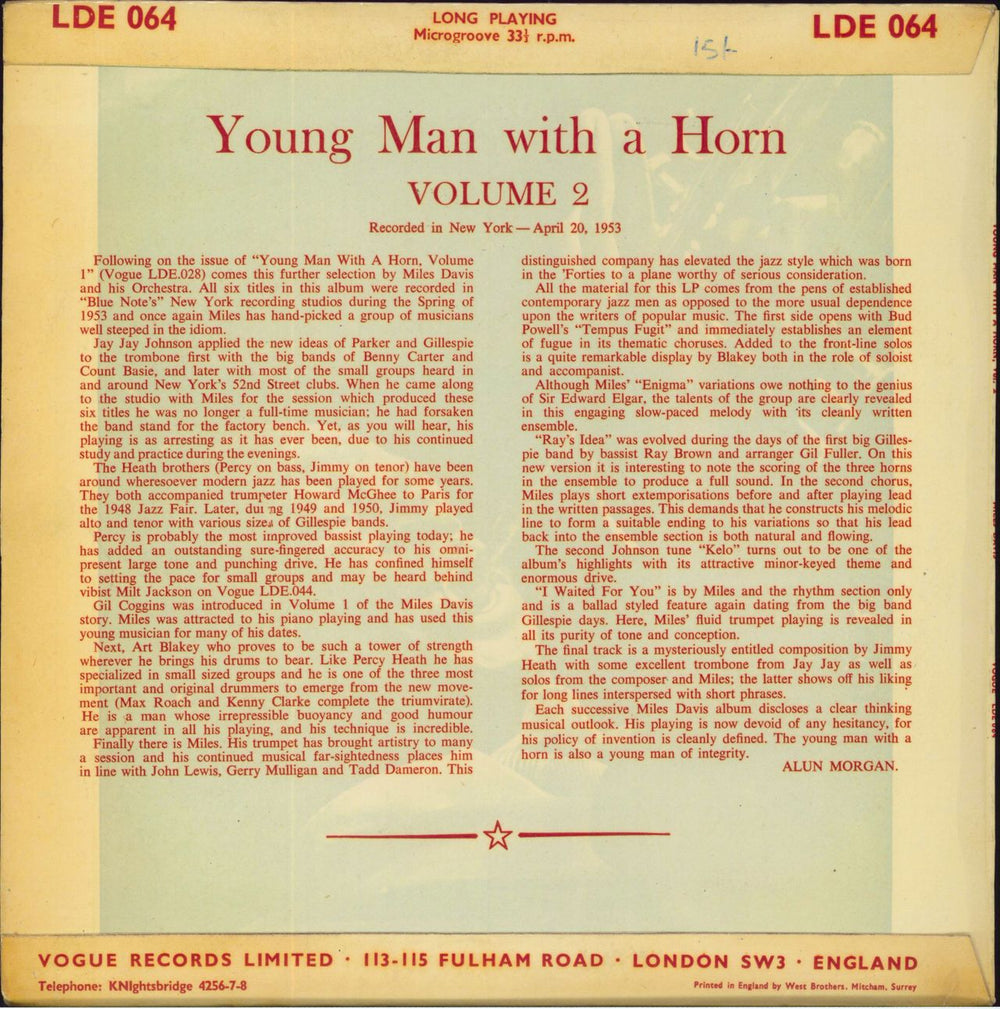 LDE 064
LONG PLAYING
Microgroove 33⅓ r.p.m.
15/-
LDE 064
Young Man with a Horn
VOLUME 2
Recorded in New York — April 20, 1953
Following on the issue of “Young Man With A Horn, Volume
1” (Vogue LDE.028) comes this further selection by Miles Davis
and his Orchestra. All six titles in this album were recorded in
“Blue Note’s” New York recording studios during the Spring of
1953 and once again Miles has hand-picked a group of musicians
well steeped in the idiom.
Jay Jay Johnson applied the new ideas of Parker and Gillespie
to the trombone first with the big bands of Benny Carter and
Count Basie, and later with most of the small groups heard in
and around New York’s 52nd Street clubs. When he came along
to the studio with Miles for the session which produced these
six titles he was no longer a full-time musician; he had forsaken
the band stand for the factory bench. Yet, as you will hear, his
playing is as arresting as it has ever been, due to his continued
study and practice during the evenings.
The Heath brothers (Percy on bass, Jimmy on tenor) have been
around wheresoever modern jazz has been played for some years.
They both accompanied trumpeter Howard McGhee to Paris for
the 1948 Jazz Fair. Later, during 1949 and 1950, Jimmy played
alto and tenor with various sizes of Gillespie bands.
Percy is probably the most improved bassist playing today; he
has added an outstanding sure-fingered accuracy to his omni-
present large tone and punching drive. He has confined himself
to setting the pace for small groups and may be heard behind
vibist Milt Jackson on Vogue LDE.044.
Gil Coggins was introduced in Volume 1 of the Miles Davis
story. Miles was attracted to his piano playing and has used this
young musician for many of his dates.
Next, Art Blakey who proves to be such a tower of strength
wherever he brings his drums to bear. Like Percy Heath he has
specialized in small sized groups and he is one of the three most
important and original drummers to emerge from the new move-
ment (Max Roach and Kenny Clarke complete the triumvirate).
He is a man whose irrepressible buoyancy and good humour
are apparent in all his playing, and his technique is incredible.
Finally there is Miles. His trumpet has brought artistry to many
a session and his continued musical far-sightedness places him
in line with John Lewis, Gerry Mulligan and Tadd Dameron. This
distinguished company has elevated the jazz style which was born
in the ’Forties to a plane worthy of serious consideration.
All the material for this LP comes from the pens of established
contemporary jazz men as opposed to the more usual dependence
upon the writers of popular music. The first side opens with Bud
Powell’s “Tempus Fugit” and immediately establishes an element
of fugue in its thematic choruses. Added to the front-line solos
is a quite remarkable display by Blakey both in the role of soloist
and accompanist.
Although Miles’ “Enigma” variations owe nothing to the genius
of Sir Edward Elgar, the talents of the group are clearly revealed
in this engaging slow-paced melody with its cleanly written
ensemble.
“Ray’s Idea” was evolved during the days of the first big Gilles-
pie band by bassist Ray Brown and arranger Gil Fuller. On this
new version it is interesting to note the scoring of the three horns
in the ensemble to produce a full sound. In the second chorus,
Miles plays short extemporisations before and after playing lead
in the written passages. This demands that he constructs his melodic
line to form a suitable ending to his variations so that his lead
back into the ensemble section is both natural and flowing.
The second Johnson tune “Kelo” turns out to be one of the
album’s highlights with its attractive minor-keyed theme and
enormous drive.
“I Waited For You” is by Miles and the rhythm section only
and is a ballad styled feature again dating from the big band
Gillespie days. Here, Miles’ fluid trumpet playing is revealed in
all its purity of tone and conception.
The final track is a mysteriously entitled composition by Jimmy
Heath with some excellent trombone from Jay Jay as well as
solos from the composer and Miles; the latter shows off his liking
for long lines interspersed with short phrases.
Each successive Miles Davis album discloses a clear thinking
musical outlook. His playing is now devoid of any hesitancy, for
his policy of invention is cleanly defined. The young man with a
horn is also a young man of integrity.
ALUN MORGAN.
VOGUE RECORDS LIMITED · 113-115 FULHAM ROAD · LONDON SW3 · ENGLAND
Telephone: KNIghtsbridge 4256-7-8
Printed in England by West Brothers, Mitcham, Surrey